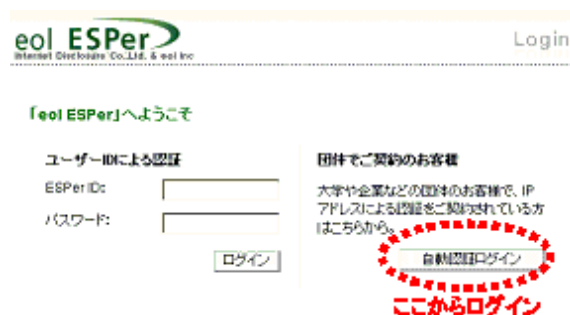 eol ESPer
Internet Disclosure Co.,Ltd. & eol Inc
Login
「eol ESPer」へようこそ
ユーザーIDによる認証
ESPer ID:
パスワード:
ログイン
団体でご契約のお客様
大学や企業などの団体のお客様で、IP
アドレスによる認証をご契約されている方
はこちらから。
自動認証ログイン
ここからログイン